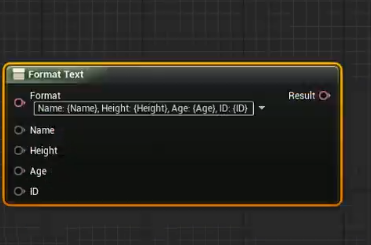 Format Text
Format
Result
Name: {Name}, Height: {Height}, Age: {Age}, ID: {ID}
Name
Height
Age
ID